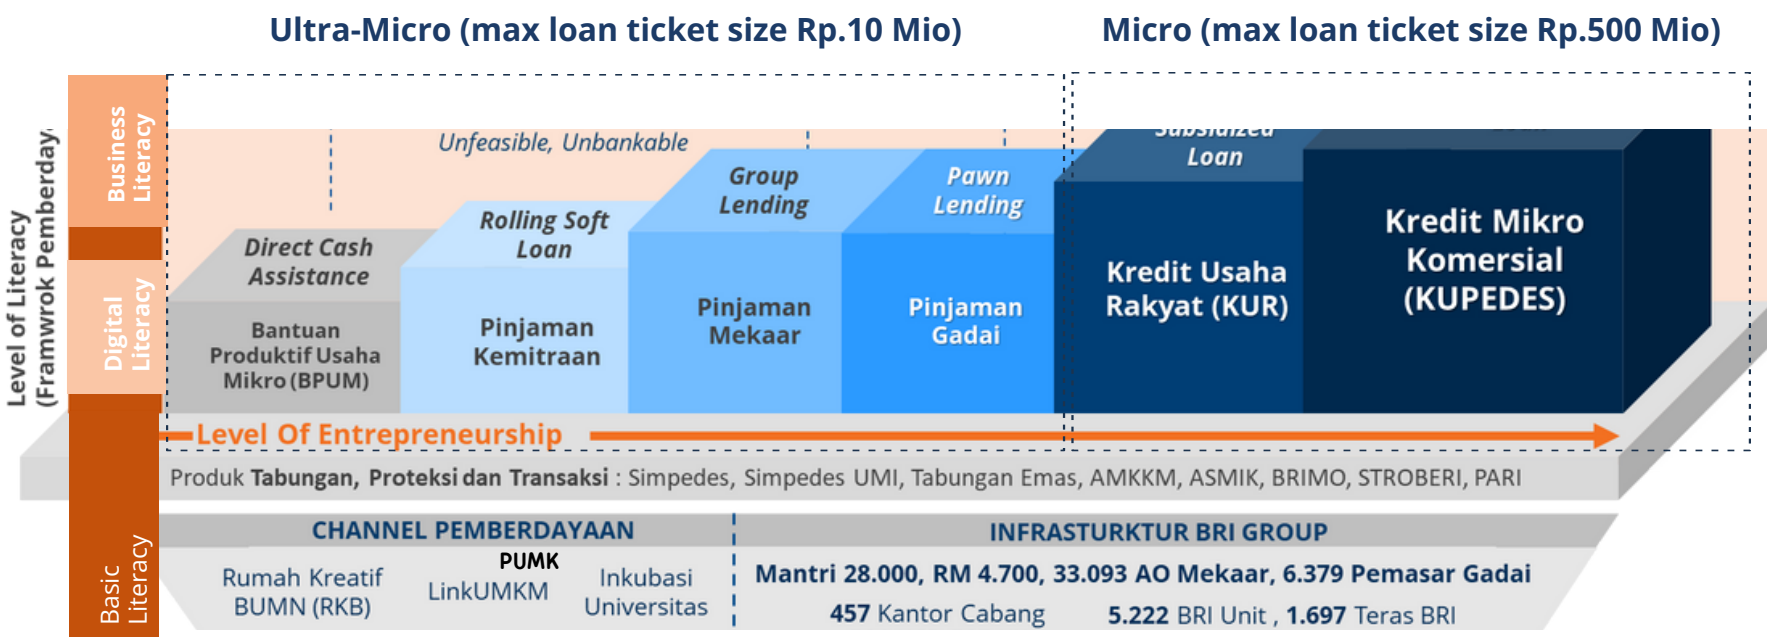 Ultra-Micro (max loan ticket size Rp.10 Mio)
Micro (max loan ticket size Rp.500 Mio)
Level of Literacy
(Framwrok Pemberday
Business
Literacy
Digital
Literacy
Basic
Literacy
Unfeasible, Unbankable
Direct Cash
Assistance
Bantuan
Produktif Usaha
Mikro (BPUM)
Rolling Soft
Loan
Pinjaman
Kemitraan
Group
Lending
Pinjaman
Mekaar
Pawn
Lending
Pinjaman
Gadai
Subsidized
Loan
Kredit Usaha
Rakyat (KUR)
Loan
Kredit Mikro
Komersial
(KUPEDES)
Level Of Entrepreneurship
Produk Tabungan, Proteksi dan Transaksi : Simpedes, Simpedes UMI, Tabungan Emas, AMKKM, ASMIK, BRIMO, STROBERI, PARI
CHANNEL PEMBERDAYAAN
Rumah Kreatif
BUMN (RKB)
PUMK
LinkUMKM
Inkubasi
Universitas
INFRASTURKTUR BRI GROUP
Mantri 28.000, RM 4.700, 33.093 AO Mekaar, 6.379 Pemasar Gadai
457 Kantor Cabang
5.222 BRI Unit , 1.697 Teras BRI